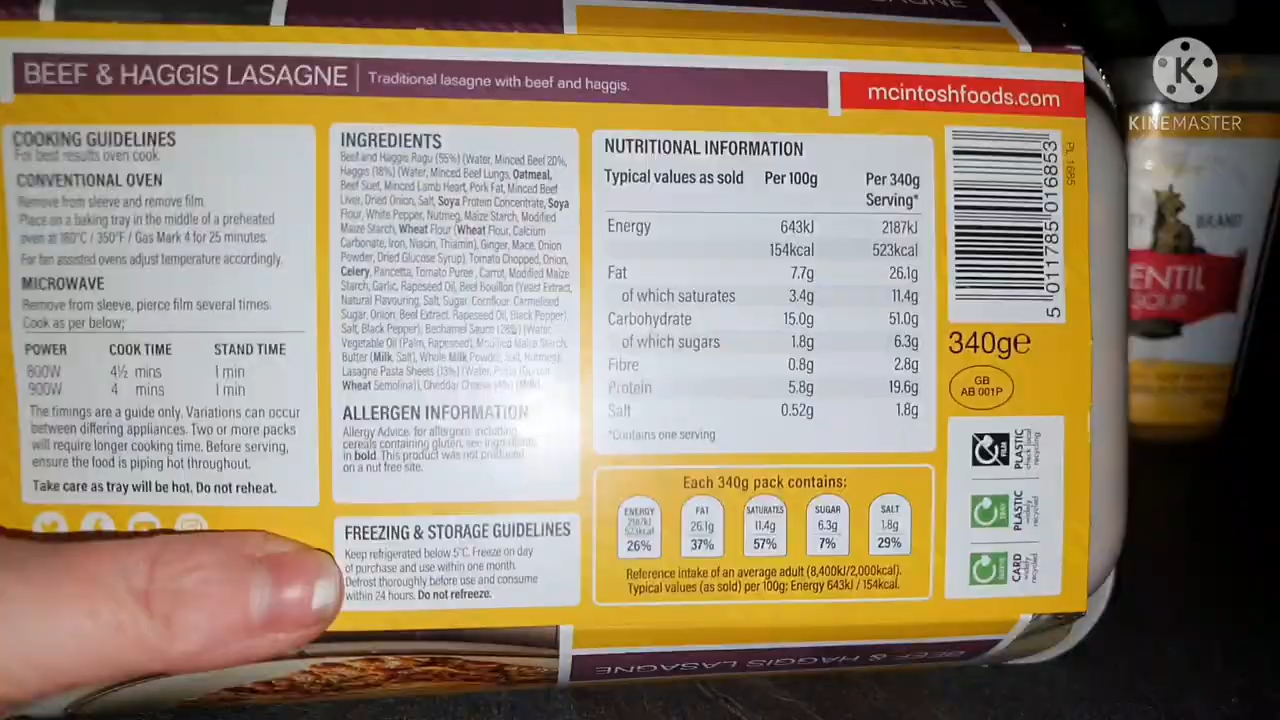 BEEF & HAGGIS LASAGNE | Traditional lasagne with beef and haggis.
mcintoshfoods.com
KINEMASTER
COOKING GUIDELINES
For best results oven cook.
CONVENTIONAL OVEN
Remove from sleeve and remove film.
Place on a baking tray in the middle of a preheated
oven at 180°C / 350°F / Gas Mark 4 for 25 minutes.
For fan assisted ovens adjust temperature accordingly.
MICROWAVE
Remove from sleeve, pierce film several times.
Cook as per below;
POWER COOK TIME STAND TIME
800W 4½ mins 1 min
900W 4 mins 1 min
The timings are a guide only. Variations can occur
between differing appliances. Two or more packs
will require longer cooking time. Before serving,
ensure the food is piping hot throughout.
Take care as tray will be hot. Do not reheat.
INGREDIENTS
Beef and Haggis Ragu (55%) (Water, Minced Beef 20%,
Haggis (18%) (Water, Minced Beef Lungs, Oatmeal,
Beef Suet, Minced Lamb Heart, Pork Fat, Minced Beef
Liver, Dried Onion, Salt, Soya Protein Concentrate, Soya
Flour, White Pepper, Nutmeg, Maize Starch, Modified
Maize Starch, Wheat Flour (Wheat Flour, Calcium
Carbonate, Iron, Niacin, Thiamin), Ginger, Mace, Onion
Powder, Dried Glucose Syrup), Tomato Chopped, Onion,
Celery, Pancetta, Tomato Puree, Carrot, Modified Maize
Starch, Garlic, Rapeseed Oil, Beef Bouillon (Yeast Extract,
Natural Flavouring, Salt, Sugar, Cornflour, Carmelised
Sugar, Onion, Beef Extract, Rapeseed Oil, Black Pepper),
Salt, Black Pepper), Bechamel Sauce (28%) (Water,
Vegetable Oil (Palm, Rapeseed), Modified Maize Starch,
Butter (Milk, Salt), Whole Milk Powder, Salt, Nutmeg),
Lasagne Pasta Sheets (13%) (Water, Pasta (Durum
Wheat Semolina)), Cheddar Cheese (4%) (Milk).
ALLERGEN INFORMATION
Allergy Advice: for allergens, including
cereals containing gluten, see ingredients
in bold. This product was not produced
on a nut free site.
FREEZING & STORAGE GUIDELINES
Keep refrigerated below 5°C. Freeze on day
of purchase and use within one month.
Defrost thoroughly before use and consume
within 24 hours. Do not refreeze.
NUTRITIONAL INFORMATION
Typical values as sold Per 100g Per 340g
Serving*
Energy 643kJ 2187kJ
154kcal 523kcal
Fat 7.7g 26.1g
of which saturates 3.4g 11.4g
Carbohydrate 15.0g 51.0g
of which sugars 1.8g 6.3g
Fibre 0.8g 2.8g
Protein 5.8g 19.6g
Salt 0.52g 1.8g
*Contains one serving
Each 340g pack contains:
ENERGY FAT SATURATES SUGAR SALT
2187kJ
523kcal 26.1g 11.4g 6.3g 1.8g
26% 37% 57% 7% 29%
Reference intake of an average adult (8,400kJ/2,000kcal).
Typical values (as sold) per 100g: Energy 643kJ / 154kcal.
PL 1685
5 011785 016853
340ge
GB
AB 001P
FILM
PLASTIC
check local
recycling
TRAY
PLASTIC
widely
recycled
SLEEVE
CARD
widely
recycled
BRAND
ENTIL
SOUP
BEEF & HAGGIS LASAGNE